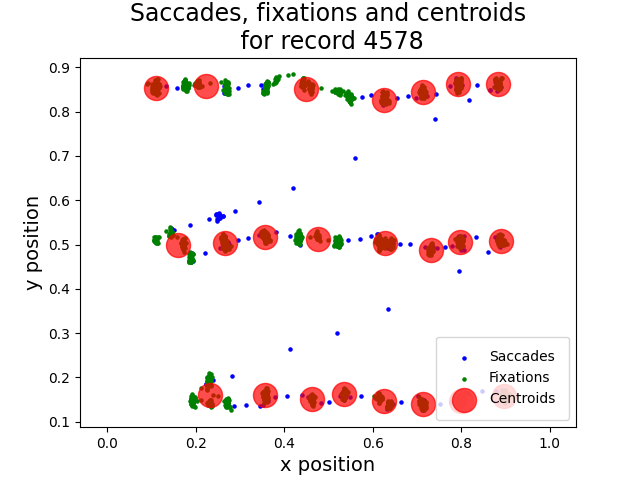 Saccades, fixations and centroids
for record 4578
0.9
0.8
0.7
0.6
0.5
0.4
0.3
0.2
0.1
y position
Saccades
Fixations
Centroids
0.0 0.2 0.4 0.6 0.8 1.0
x position